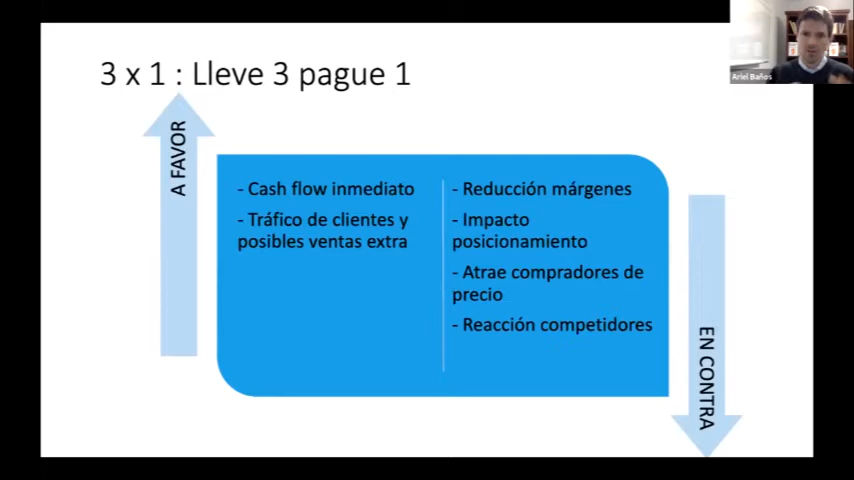 3 x 1 : Lleve 3 pague 1
Ariel Baños
A FAVOR
- Cash flow inmediato
- Tráfico de clientes y
posibles ventas extra
- Reducción márgenes
- Impacto
posicionamiento
- Atrae compradores de
precio
- Reacción competidores
EN CONTRA